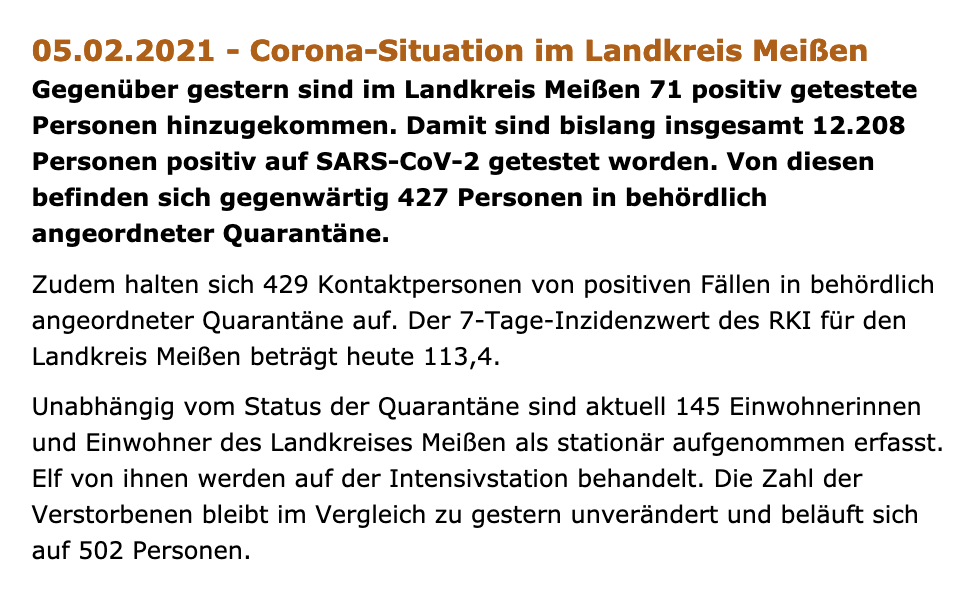 05.02.2021 - Corona-Situation im Landkreis Meißen
Gegenüber gestern sind im Landkreis Meißen 71 positiv getestete
Personen hinzugekommen. Damit sind bislang insgesamt 12.208
Personen positiv auf SARS-CoV-2 getestet worden. Von diesen
befinden sich gegenwärtig 427 Personen in behördlich
angeordneter Quarantäne.
Zudem halten sich 429 Kontaktpersonen von positiven Fällen in behördlich
angeordneter Quarantäne auf. Der 7-Tage-Inzidenzwert des RKI für den
Landkreis Meißen beträgt heute 113,4.
Unabhängig vom Status der Quarantäne sind aktuell 145 Einwohnerinnen
und Einwohner des Landkreises Meißen als stationär aufgenommen erfasst.
Elf von ihnen werden auf der Intensivstation behandelt. Die Zahl der
Verstorbenen bleibt im Vergleich zu gestern unverändert und beläuft sich
auf 502 Personen.